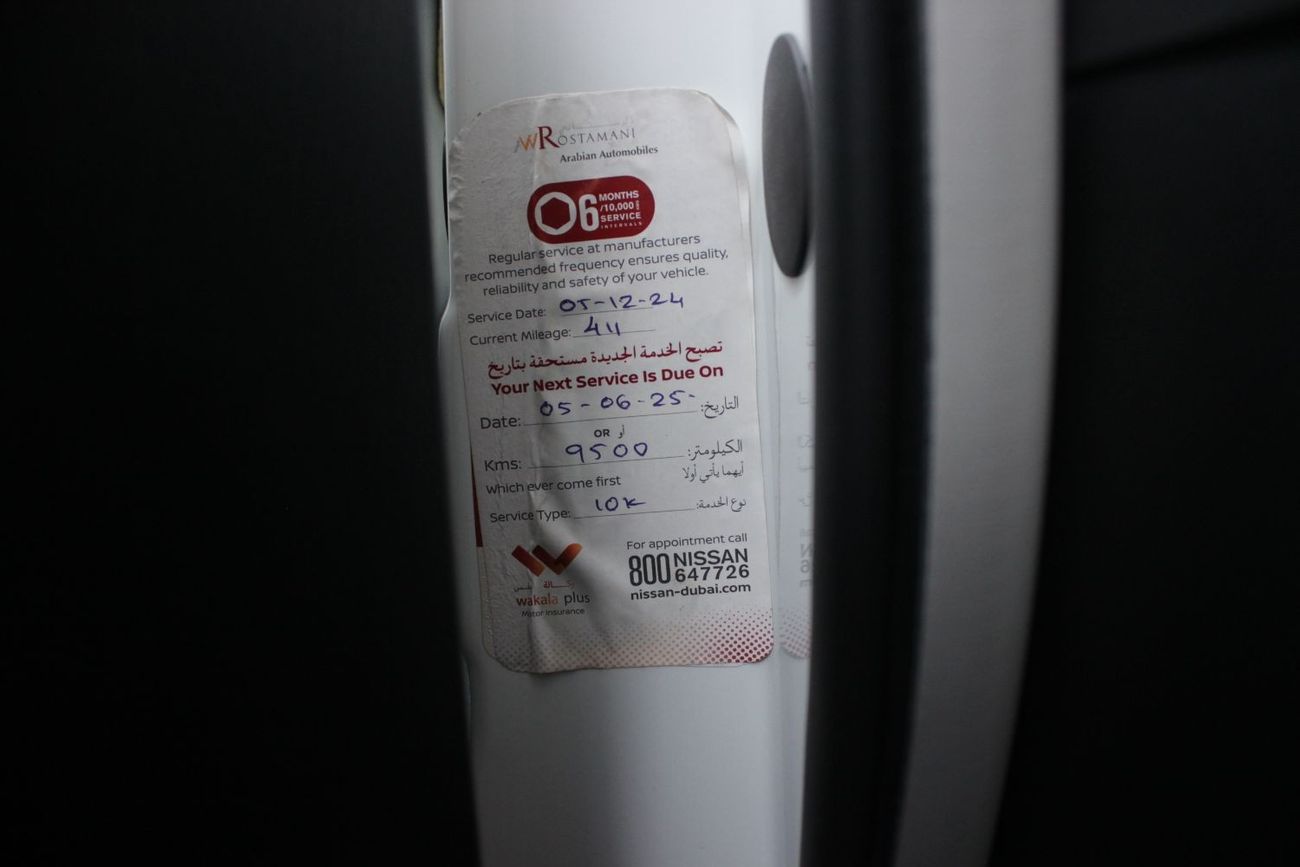 AWROSTAMANI
Arabian Automobiles
06 MONTHS
/10,000 KMS
SERVICE
INTERVALS
Regular service at manufacturers
recommended frequency ensures quality,
reliability and safety of your vehicle.
Service Date: 05-12-24
Current Mileage: 411
تصبح الخدمة الجديدة مستحقة بتاريخ
Your Next Service Is Due On
Date: 05-06-25- التاريخ:
OR أو
Kms: 9500 الكيلومتر:
Which ever come first أيهما يأتي أولا
Service Type: 10K نوع الخدمة:
For appointment call
800 NISSAN
647726
nissan-dubai.com
وكالة بلس
wakala plus
Motor Insurance